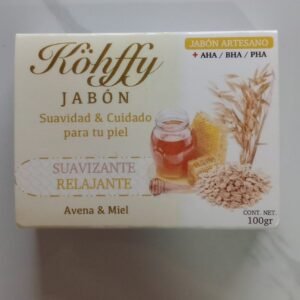 Köhffy
JABÓN
Suavidad & Cuidado
para tu piel
JABÓN ARTESANO
+ AHA / BHA / PHA
SUAVIZANTE
RELAJANTE
Avena & Miel
CONT. NET.
100gr